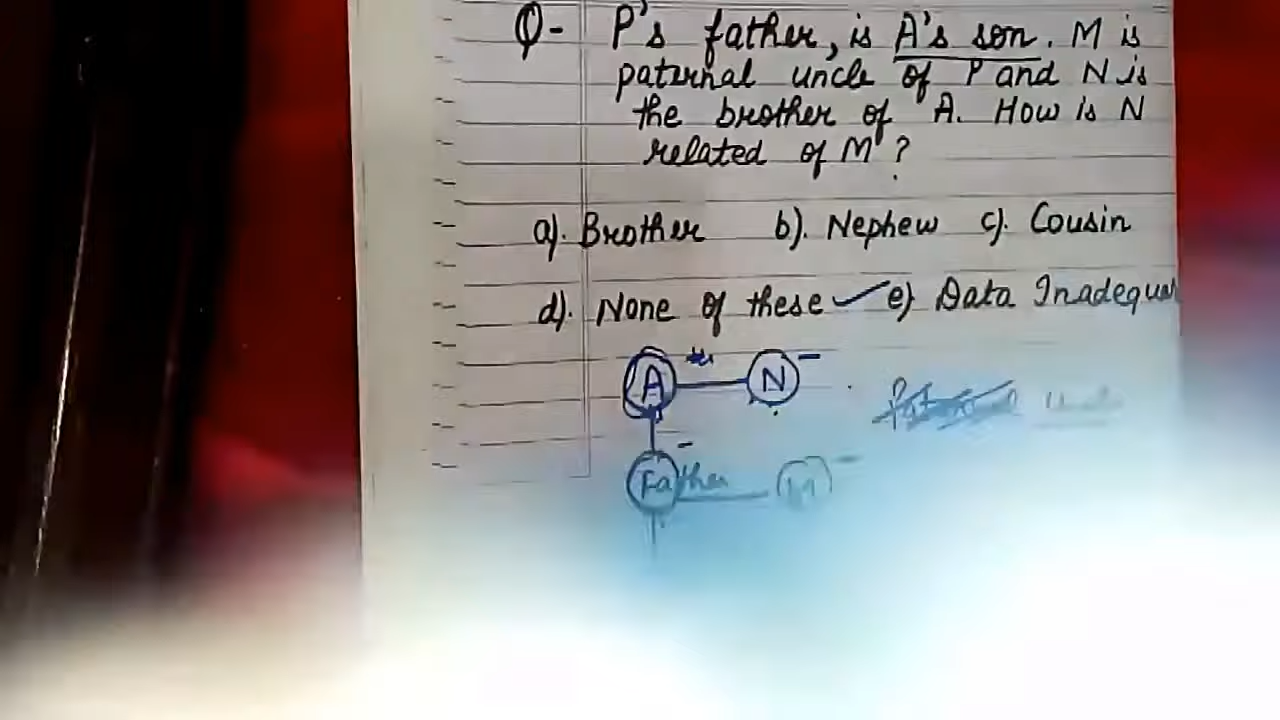 Q- P's father, is A's son. M is
paternal uncle of P and N is
the brother of A. How is N
related of M ?
a). Brother b). Nephew c). Cousin
d). None of these e) Data Inadequa
A N
Father M